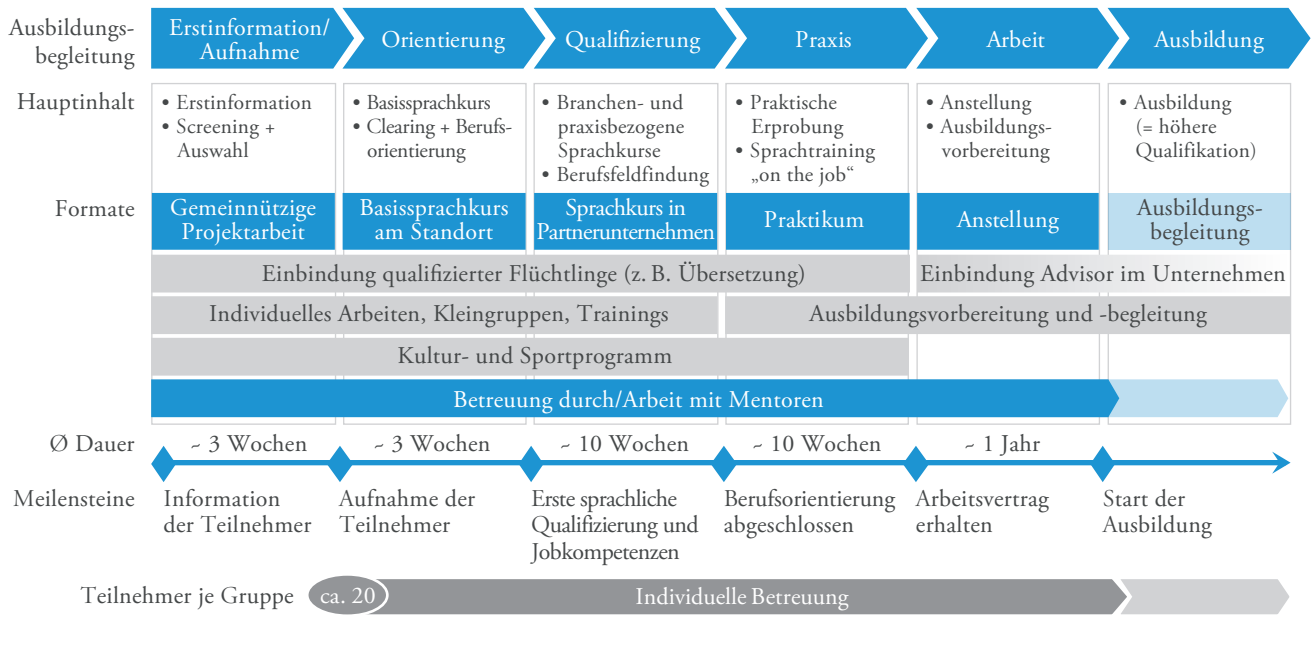 Ausbildungs-
begleitung
Erstinformation/
Aufnahme
Orientierung
Qualifizierung
Praxis
Arbeit
Ausbildung
Hauptinhalt
• Erstinformation
• Screening +
Auswahl
• Basissprachkurs
• Clearing + Berufs-
orientierung
• Branchen- und
praxisbezogene
Sprachkurse
• Berufsfeldfindung
• Praktische
Erprobung
• Sprachtraining
„on the job“
• Anstellung
• Ausbildungs-
vorbereitung
• Ausbildung
(= höhere
Qualifikation)
Formate
Gemeinnützige
Projektarbeit
Basissprachkurs
am Standort
Sprachkurs in
Partnerunternehmen
Praktikum
Anstellung
Ausbildungs-
begleitung
Einbindung qualifizierter Flüchtlinge (z. B. Übersetzung)
Einbindung Advisor im Unternehmen
Individuelles Arbeiten, Kleingruppen, Trainings
Ausbildungsvorbereitung und -begleitung
Kultur- und Sportprogramm
Betreuung durch/Arbeit mit Mentoren
Ø Dauer
~ 3 Wochen
~ 3 Wochen
~ 10 Wochen
~ 10 Wochen
~ 1 Jahr
Meilensteine
Information
der Teilnehmer
Aufnahme der
Teilnehmer
Erste sprachliche
Qualifizierung und
Jobkompetenzen
Berufsorientierung
abgeschlossen
Arbeitsvertrag
erhalten
Start der
Ausbildung
Teilnehmer je Gruppe
ca. 20
Individuelle Betreuung